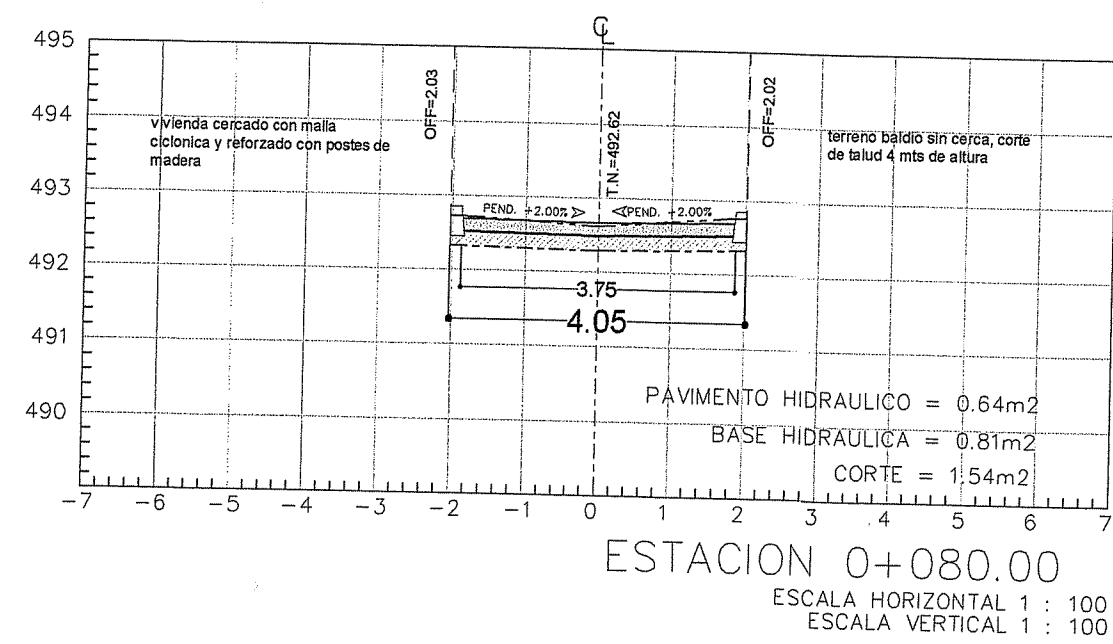 ℄
495
494
493
492
491
490
OFF=2.03
T.N.=492.62
OFF=2.02
vivienda cercado con malla
ciclonica y reforzado con postes de
madera
terreno baldio sin cerca, corte
de talud 4 mts de altura
PEND. +2.00%
PEND. +2.00%
3.75
4.05
PAVIMENTO HIDRAULICO = 0.64m2
BASE HIDRAULICA = 0.81m2
CORTE = 1.54m2
-7 -6 -5 -4 -3 -2 -1 0 1 2 3 4 5 6 7
ESTACION 0+080.00
ESCALA HORIZONTAL 1 : 100
ESCALA VERTICAL 1 : 100